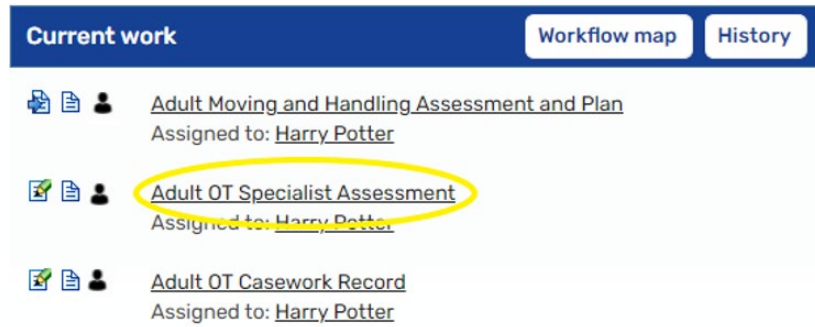 Current work
Workflow map
History
Adult Moving and Handling Assessment and Plan
Assigned to: Harry Potter
Adult OT Specialist Assessment
Assigned to: Harry Potter
Adult OT Casework Record
Assigned to: Harry Potter